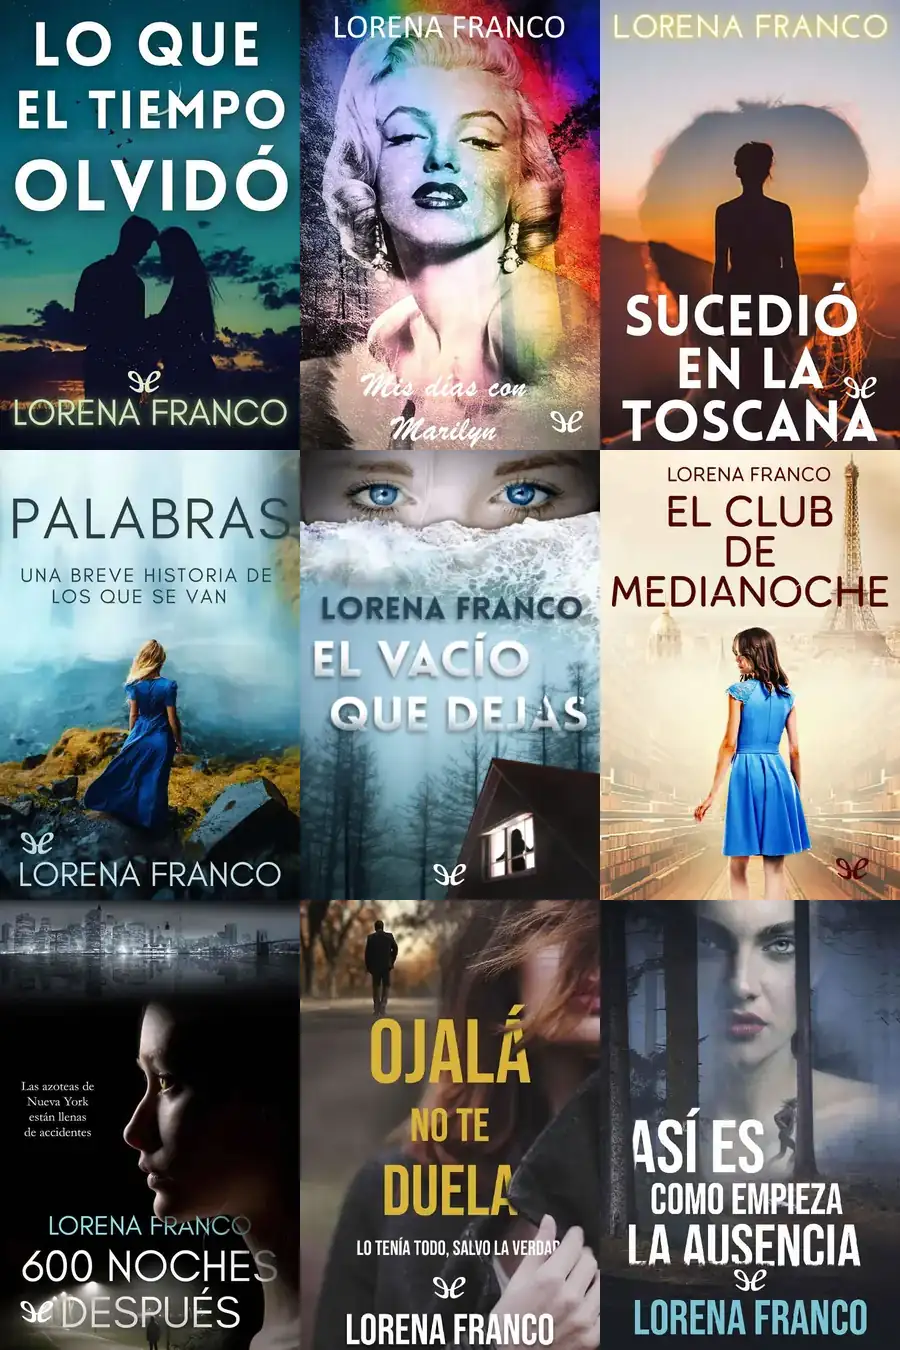 LO QUE
EL TIEMPO
OLVIDÓ
LORENA FRANCO
LORENA FRANCO
Mis días con
Marilyn
LORENA FRANCO
SUCEDIÓ
EN LA
TOSCANA
PALABRAS
UNA BREVE HISTORIA DE
LOS QUE SE VAN
LORENA FRANCO
LORENA FRANCO
EL VACÍO
QUE DEJAS
LORENA FRANCO
EL CLUB
DE
MEDIANOCHE
Las azoteas de
Nueva York
están llenas
de accidentes
LORENA FRANCO
600 NOCHES
DESPUÉS
OJALÁ
NO TE
DUELA
LO TENÍA TODO, SALVO LA VERDAD
LORENA FRANCO
ASÍ ES
COMO EMPIEZA
LA AUSENCIA
LORENA FRANCO